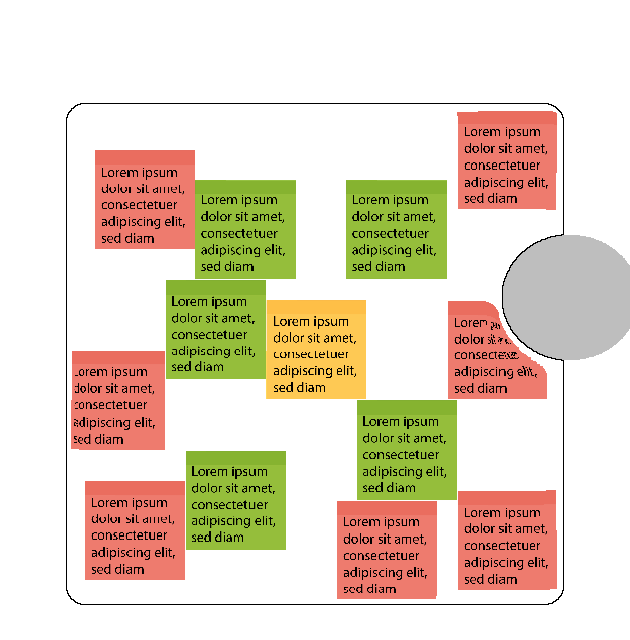 Lorem ipsum
dolor sit amet,
consectetuer
adipiscing elit,
sed diam
Lorem ipsum
dolor sit amet,
consectetuer
adipiscing elit,
sed diam
Lorem ipsum
dolor sit amet,
consectetuer
adipiscing elit,
sed diam
Lorem ipsum
dolor sit amet,
consectetuer
adipiscing elit,
sed diam
Lorem ipsum
dolor sit amet,
consectetuer
adipiscing elit,
sed diam
Lorem ipsum
dolor sit amet,
consectetuer
adipiscing elit,
sed diam
Lorem
dolor sit
adipiscing
sed diam
Lorem ipsum
dolor sit amet,
consectetuer
adipiscing elit,
sed diam
Lorem ipsum
dolor sit amet,
consectetuer
adipiscing elit,
sed diam
Lorem ipsum
dolor sit amet,
consectetuer
adipiscing elit,
sed diam
Lorem ipsum
dolor sit amet,
consectetuer
adipiscing elit,
sed diam
Lorem ipsum
dolor sit amet,
consectetuer
adipiscing elit,
sed diam
Lorem ipsum
dolor sit amet,
consectetuer
adipiscing elit,
sed diam